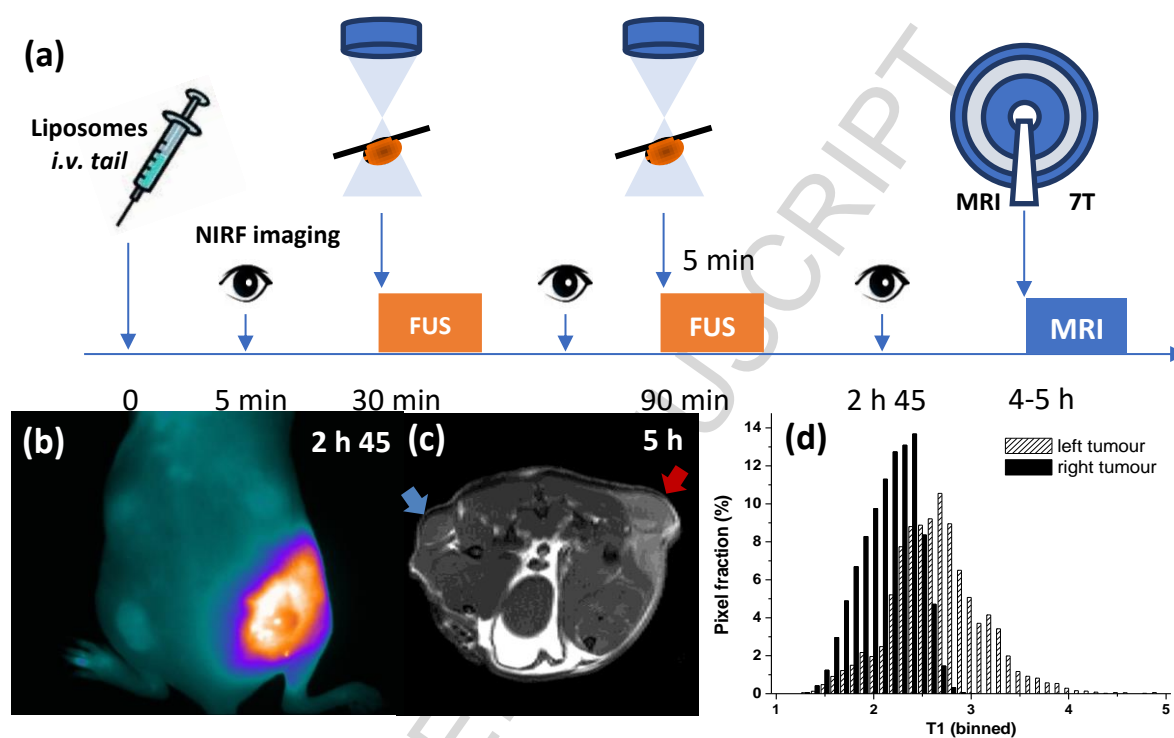 (a)
Liposomes
i.v. tail
NIRF imaging
MRI 7T
5 min
FUS
FUS
MRI
0 5 min 30 min 90 min 2 h 45 4-5 h
(b)
2 h 45
(c)
5 h
(d)
left tumour
right tumour
Pixel fraction (%)
14
12
10
8
6
4
2
0
1 2 3 4 5
T1 (binned)
USCRIPT